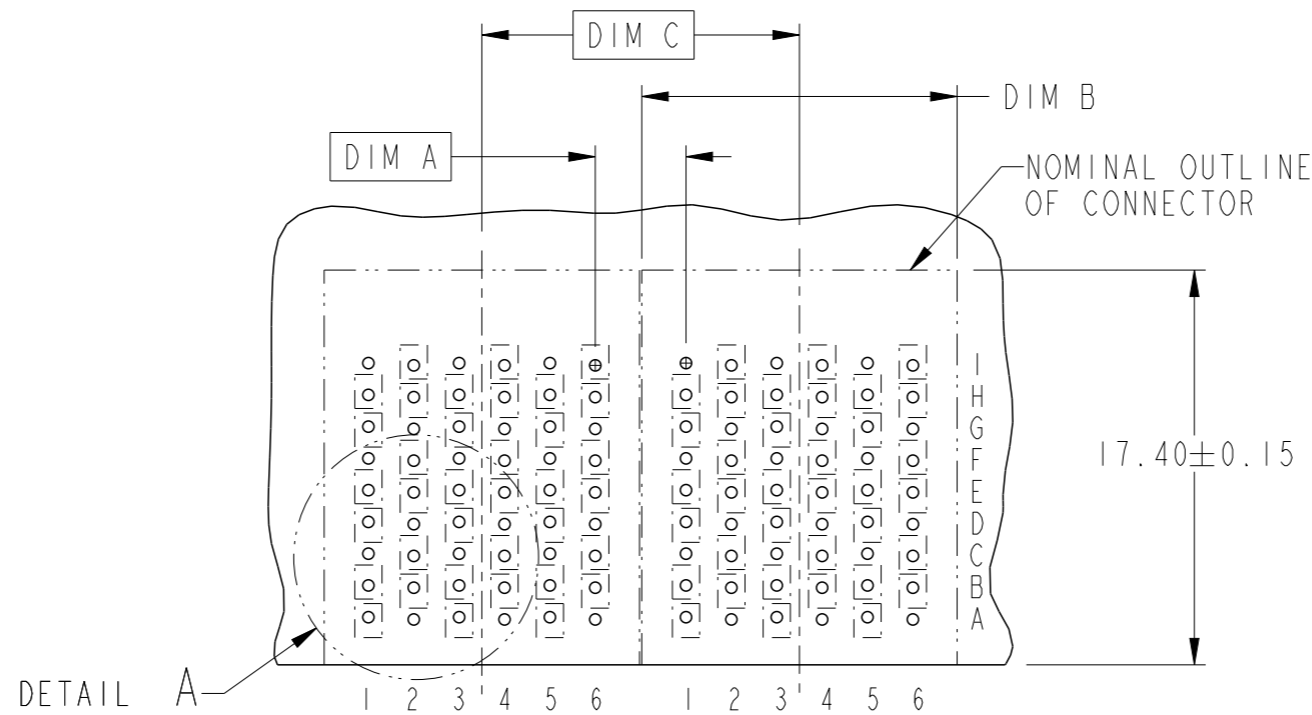 DIM C
DIM B
DIM A
NOMINAL OUTLINE
OF CONNECTOR
I
H
G
F
E
D
C
B
A
17.40±0.15
DETAIL A
1 2 3 4 5 6 1 2 3 4 5 6